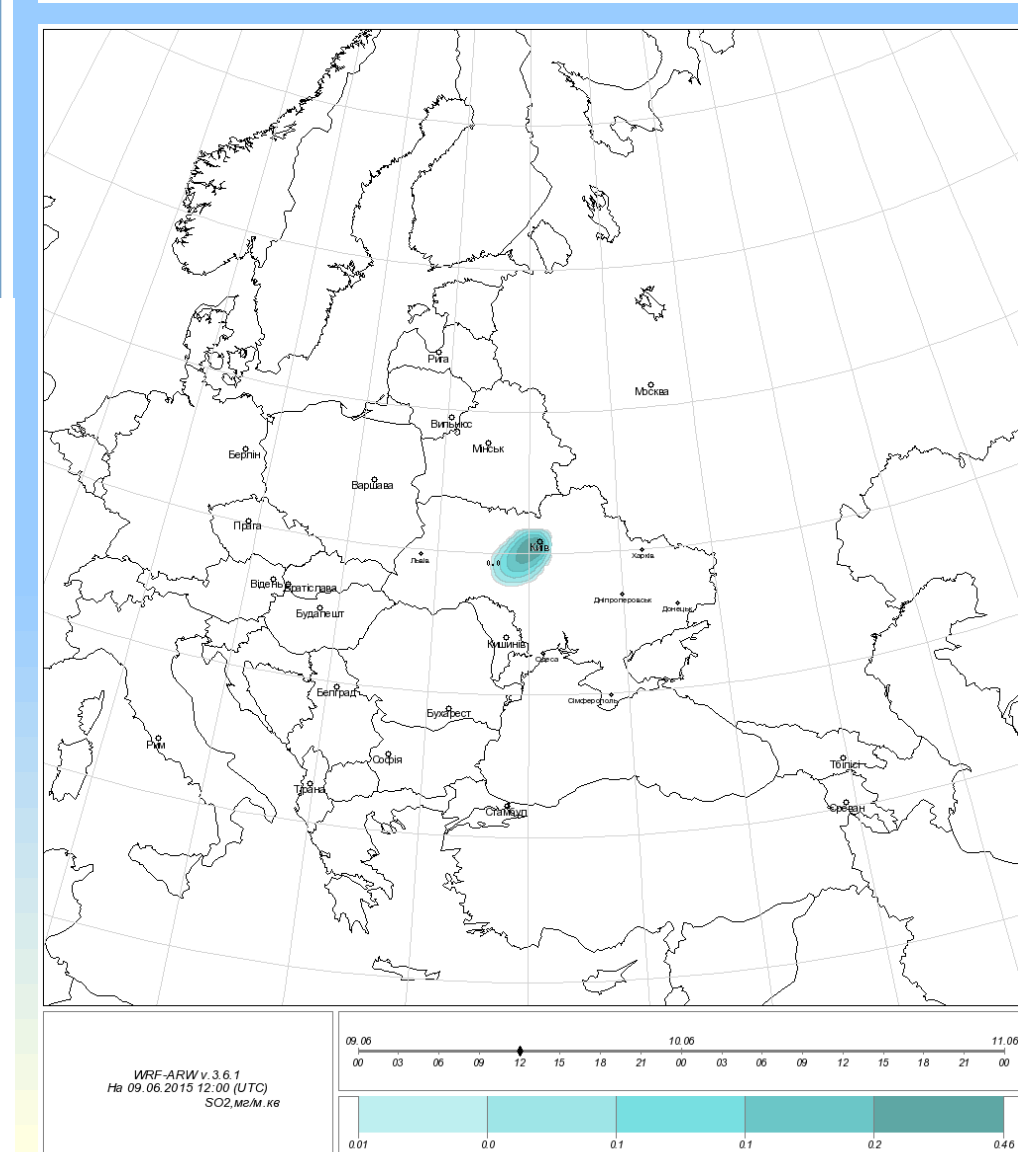 Рига
Москва
Вильнюс
Мінськ
Берлін
Варшава
Прага
Київ
Львів
Харків
0.0
Відень
Братіслава
Дніпроперовськ
Донецьк
Будапешт
Кишинів
Одеса
Белград
Сімферополь
Бухарест
Рим
Софія
Тбілісі
Тірана
Стамбул
Єреван
09.06 10.06 11.06
00 03 06 09 12 15 18 21 00 03 06 09 12 15 18 21 00
WRF-ARW v.3.6.1
На 09.06.2015 12:00 (UTC)
SO2,мг/м.кв
0.01 0.0 0.1 0.1 0.2 0.46